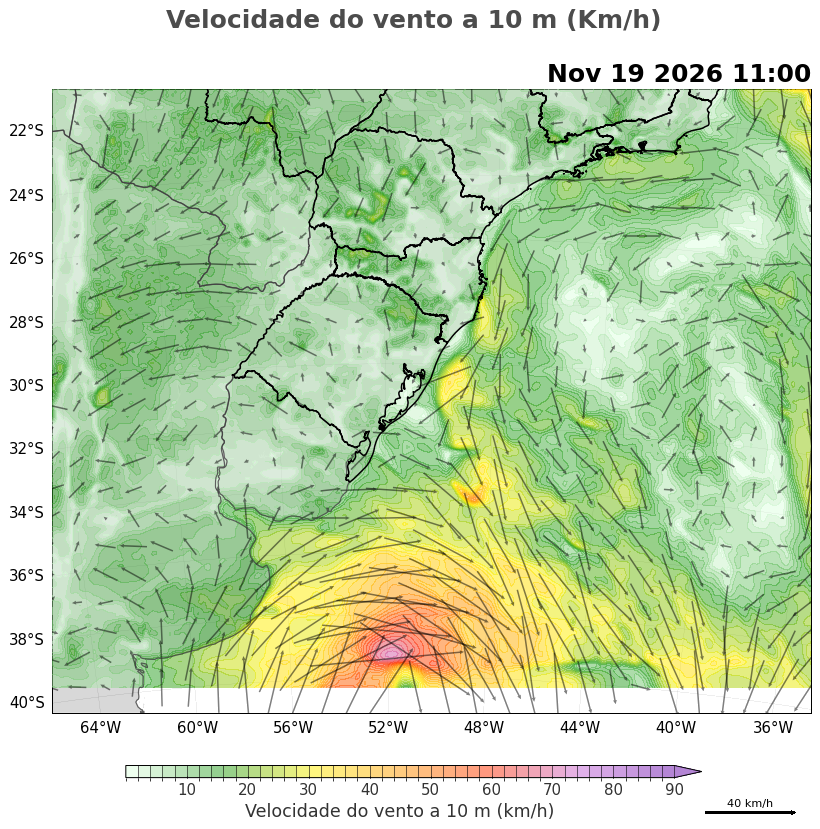 Velocidade do vento a 10 m (Km/h)
Nov 19 2026 11:00
22°S
24°S
26°S
28°S
30°S
32°S
34°S
36°S
38°S
40°S
64°W 60°W 56°W 52°W 48°W 44°W 40°W 36°W
10 20 30 40 50 60 70 80 90
Velocidade do vento a 10 m (km/h)
40 km/h